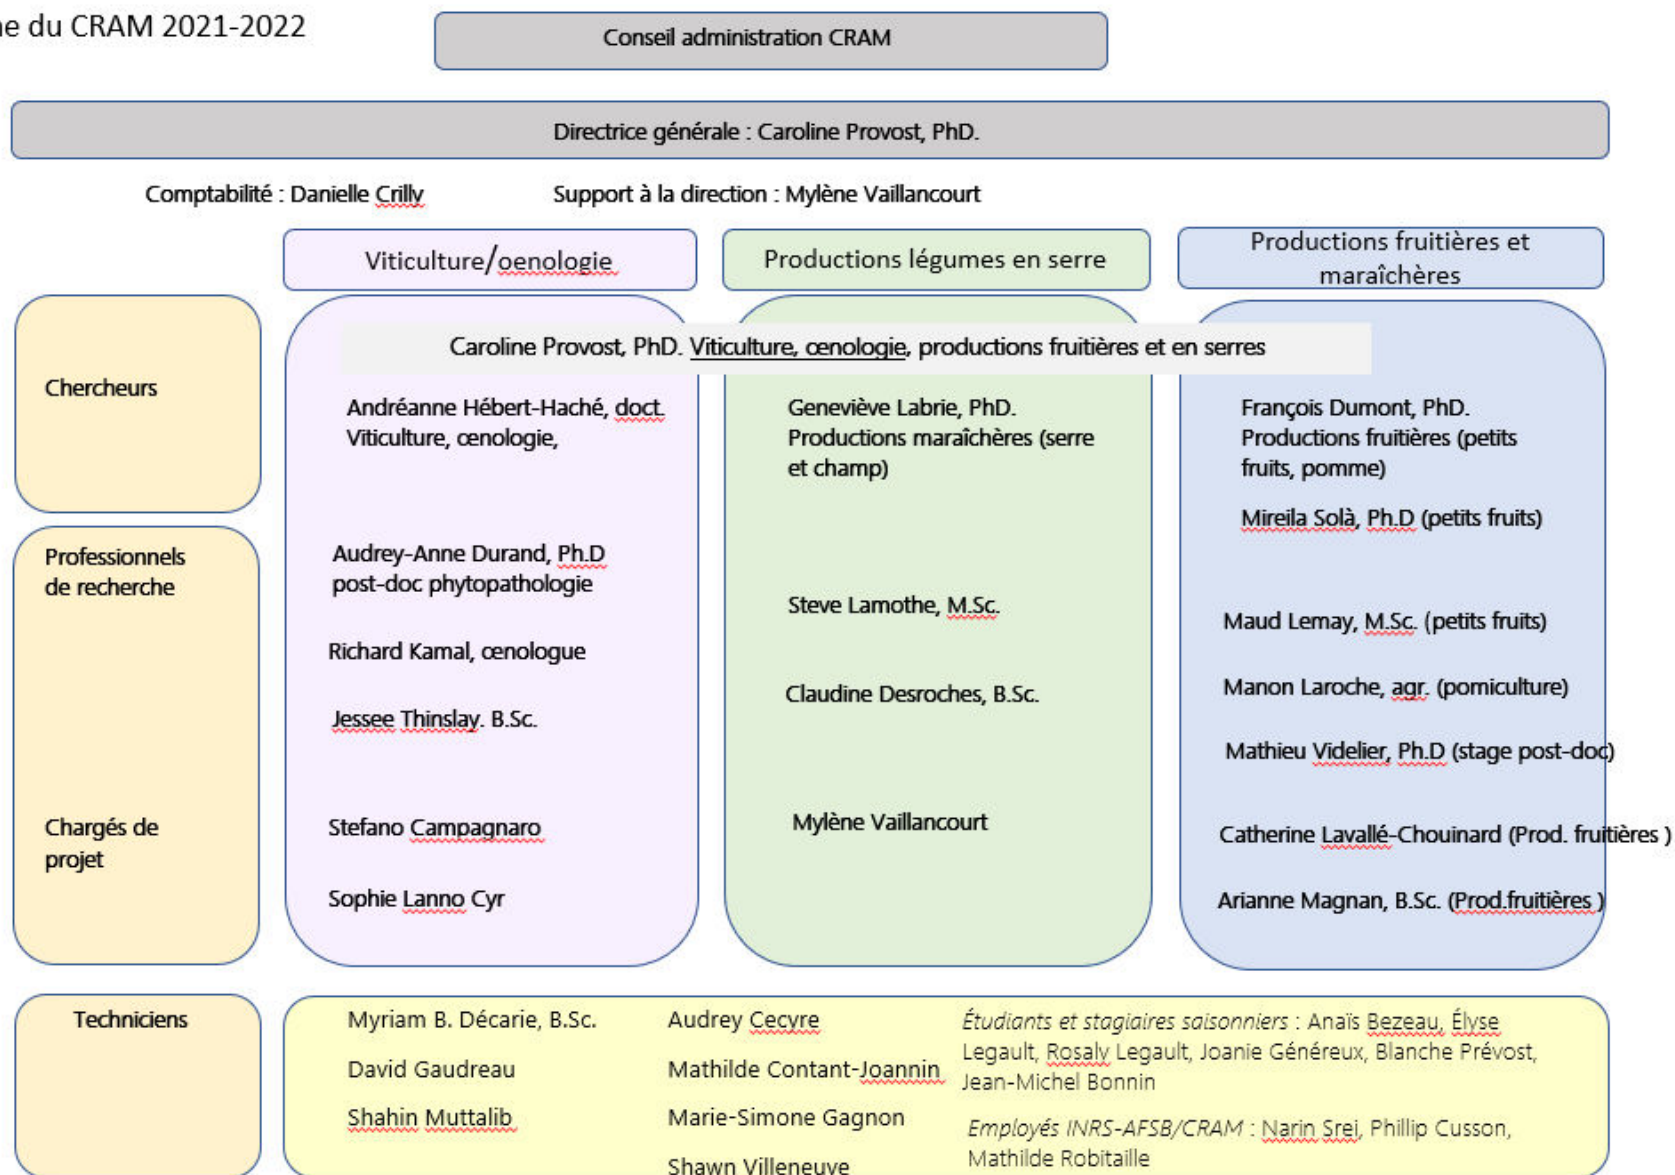 ne du CRAM 2021-2022
Conseil administration CRAM
Directrice générale : Caroline Provost, PhD.
Comptabilité : Danielle Crilly
Support à la direction : Mylène Vaillancourt
Viticulture/oenologie
Productions légumes en serre
Productions fruitières et
maraîchères
Caroline Provost, PhD. Viticulture, œnologie, productions fruitières et en serres
Chercheurs
Andréanne Hébert-Haché, doct.
Viticulture, œnologie,
Geneviève Labrie, PhD.
Productions maraîchères (serre
et champ)
François Dumont, PhD.
Productions fruitières (petits
fruits, pomme)
Mireila Solà, Ph.D (petits fruits)
Professionnels
de recherche
Audrey-Anne Durand, Ph.D
post-doc phytopathologie
Richard Kamal, œnologue
Jessee Thinslay. B.Sc.
Steve Lamothe, M.Sc.
Claudine Desroches, B.Sc.
Maud Lemay, M.Sc. (petits fruits)
Manon Laroche, agr. (pomiculture)
Mathieu Videlier, Ph.D (stage post-doc)
Chargés de
projet
Stefano Campagnaro
Sophie Lanno Cyr
Mylène Vaillancourt
Catherine Lavallé-Chouinard (Prod. fruitières )
Arianne Magnan, B.Sc. (Prod.fruitières )
Techniciens
Myriam B. Décarie, B.Sc.
David Gaudreau
Shahin Muttalib
Audrey Cecyre
Mathilde Contant-Joannin
Marie-Simone Gagnon
Shawn Villeneuve
Étudiants et stagiaires saisonniers : Anaïs Bezeau, Élyse
Legault, Rosaly Legault, Joanie Généreux, Blanche Prévost,
Jean-Michel Bonnin
Employés INRS-AFSB/CRAM : Narin Srei, Phillip Cusson,
Mathilde Robitaille